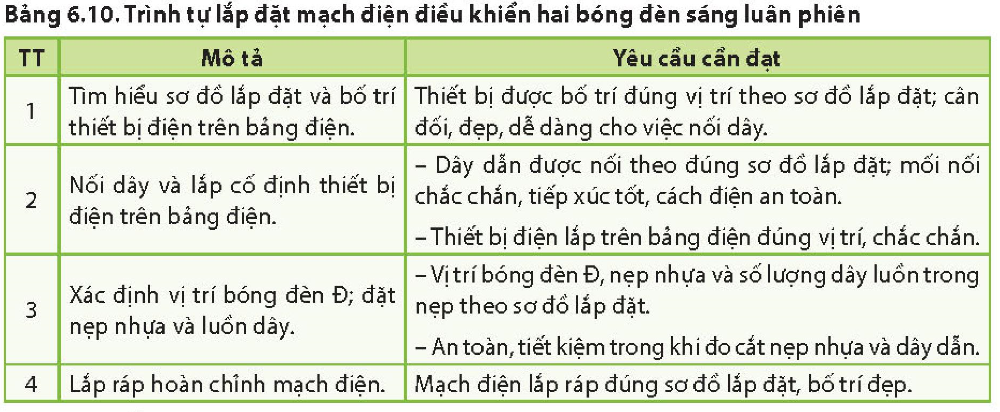 Bảng 6.10. Trình tự lắp đặt mạch điện điều khiển hai bóng đèn sáng luân phiên
TT
Mô tả
Yêu cầu cần đạt
1
Tìm hiểu sơ đồ lắp đặt và bố trí
thiết bị điện trên bảng điện.
Thiết bị được bố trí đúng vị trí theo sơ đồ lắp đặt; cân
đối, đẹp, dễ dàng cho việc nối dây.
2
Nối dây và lắp cố định thiết bị
điện trên bảng điện.
– Dây dẫn được nối theo đúng sơ đồ lắp đặt; mối nối
chắc chắn, tiếp xúc tốt, cách điện an toàn.
– Thiết bị điện lắp trên bảng điện đúng vị trí, chắc chắn.
3
Xác định vị trí bóng đèn Đ; đặt
nẹp nhựa và luồn dây.
– Vị trí bóng đèn Đ, nẹp nhựa và số lượng dây luồn trong
nẹp theo sơ đồ lắp đặt.
– An toàn, tiết kiệm trong khi đo cắt nẹp nhựa và dây dẫn.
4
Lắp ráp hoàn chỉnh mạch điện.
Mạch điện lắp ráp đúng sơ đồ lắp đặt, bố trí đẹp.